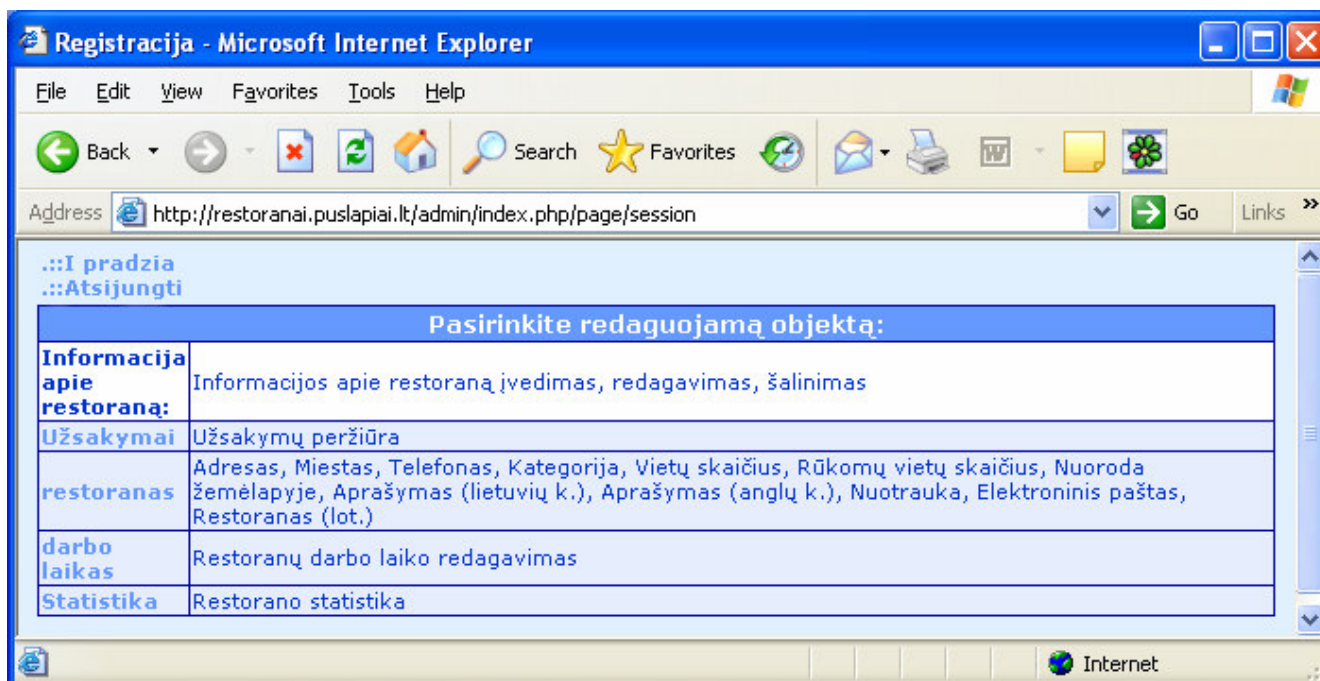 Registracija - Microsoft Internet Explorer
File Edit View Favorites Tools Help
Back Search Favorites
Address http://restoranai.puslapiai.lt/admin/index.php/page/session Go Links »
.::I pradzia
.::Atsijungti
Pasirinkite redaguojamą objektą:
Informacija
apie
restoraną:
Informacijos apie restoraną įvedimas, redagavimas, šalinimas
Užsakymai Užsakymų peržiūra
restoranas
Adresas, Miestas, Telefonas, Kategorija, Vietų skaičius, Rūkomų vietų skaičius, Nuoroda
žemėlapyje, Aprašymas (lietuvių k.), Aprašymas (anglų k.), Nuotrauka, Elektroninis paštas,
Restoranas (lot.)
darbo
laikas
Restoranų darbo laiko redagavimas
Statistika Restorano statistika
Internet